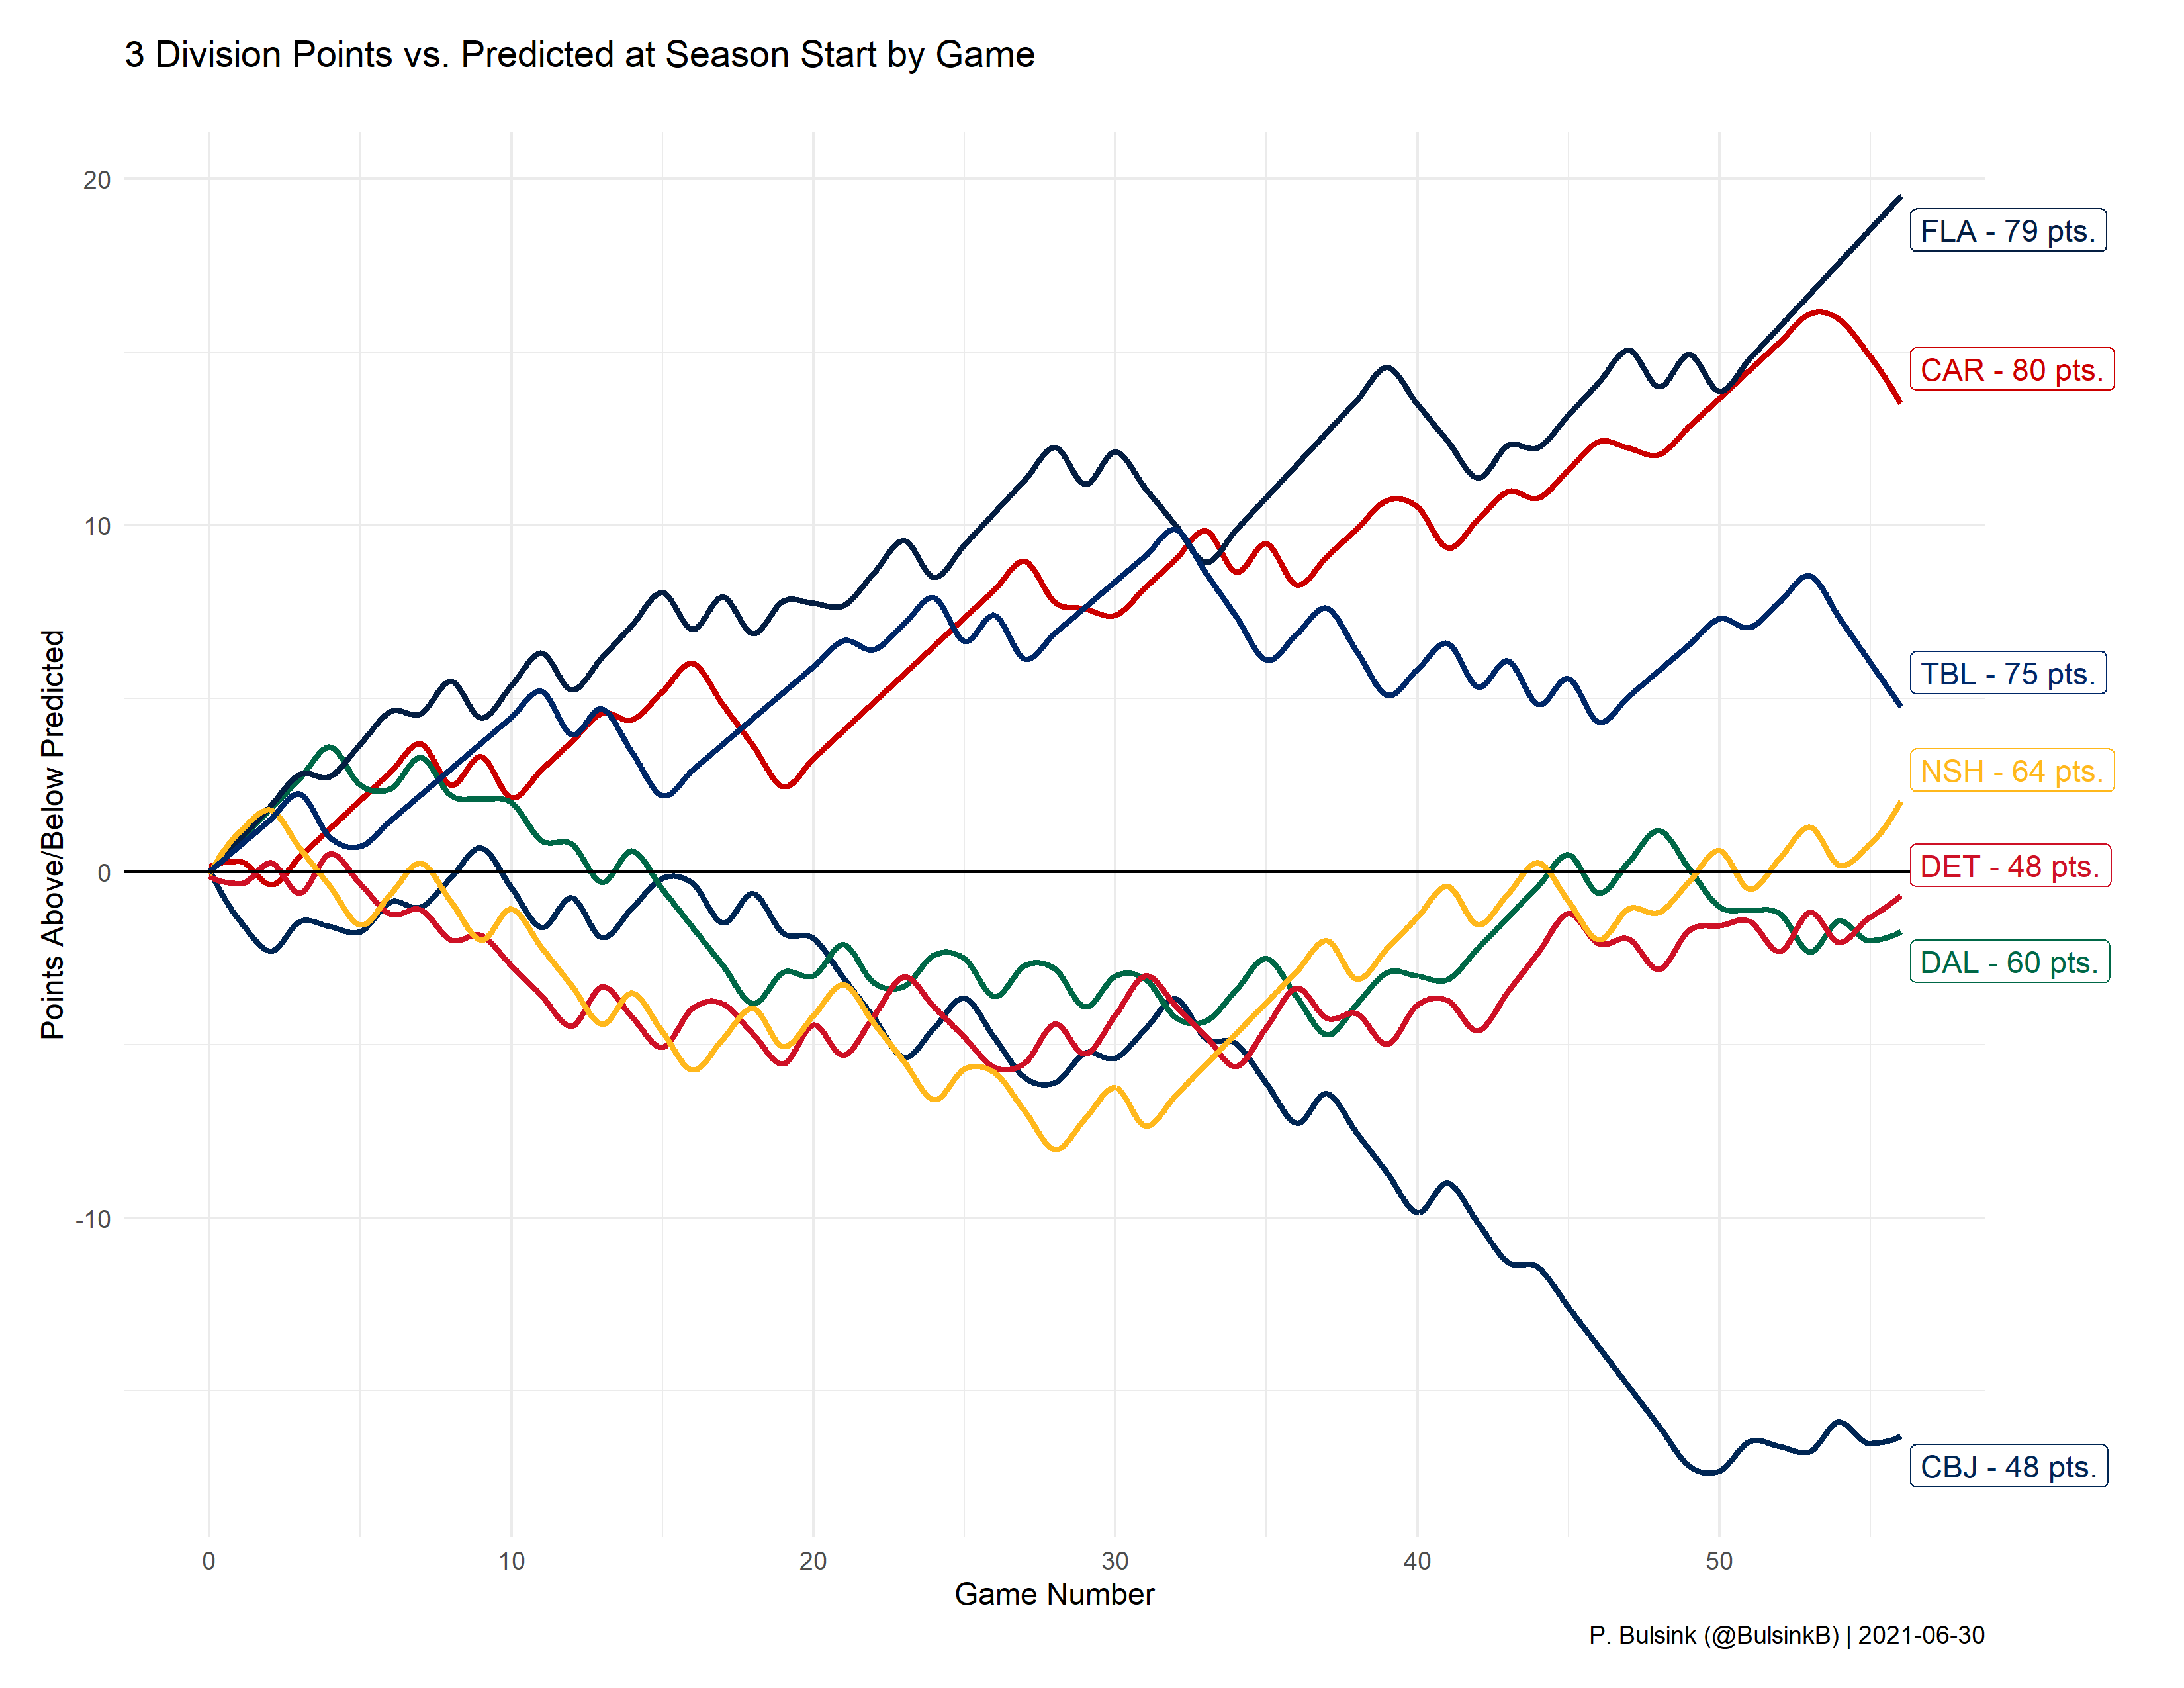 3 Division Points vs. Predicted at Season Start by Game
Points Above/Below Predicted
20
10
0
-10
FLA - 79 pts.
CAR - 80 pts.
TBL - 75 pts.
NSH - 64 pts.
DET - 48 pts.
DAL - 60 pts.
CBJ - 48 pts.
0 10 20 30 40 50
Game Number
P. Bulsink (@BulsinkB) | 2021-06-30